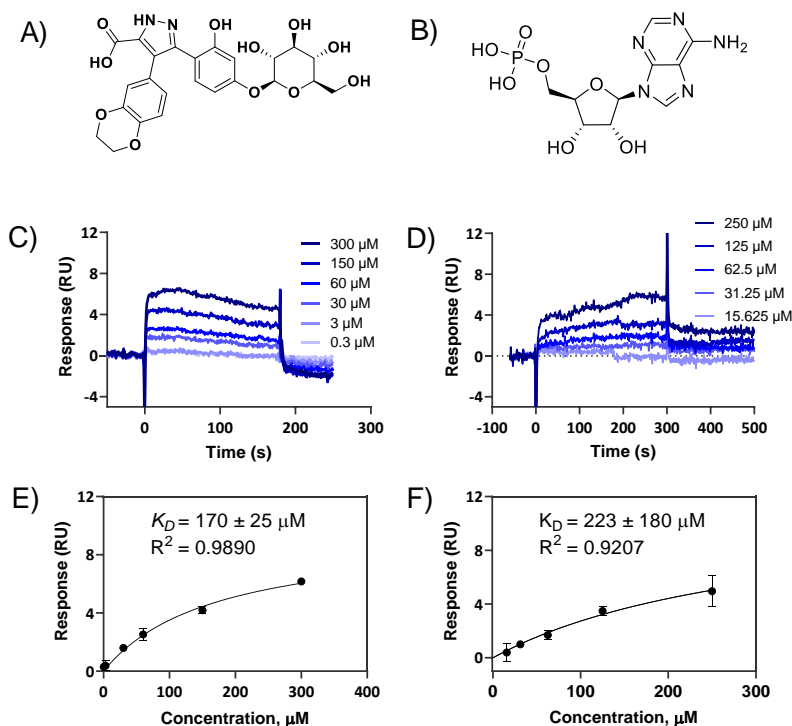 A)
O
HO
HN
N
OH
O
O
HO
OH
OH
OH
O
O
B)
O
HO
P
HO
O
O
N
N
N
N
NH₂
HO
OH
C)
Response (RU)
12
8
4
0
-4
0
100
200
300
Time (s)
300 µM
150 µM
60 µM
30 µM
3 µM
0.3 µM
D)
Response (RU)
12
8
4
0
-4
-100
0
100
200
300
400
500
Time (s)
250 µM
125 µM
62.5 µM
31.25 µM
15.625 µM
E)
Response (RU)
12
8
4
0
K_D = 170 ± 25 µM
R² = 0.9890
0
100
200
300
400
Concentration, µM
F)
Response (RU)
12
8
4
0
K_D = 223 ± 180 µM
R² = 0.9207
0
100
200
300
Concentration, µM